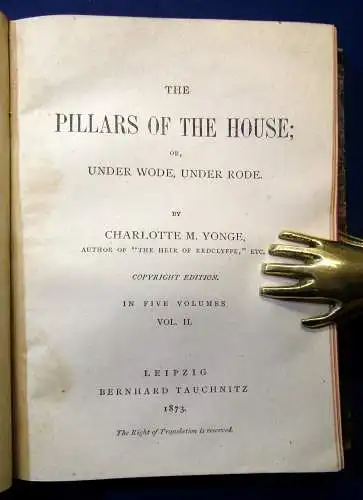 THE
PILLARS OF THE HOUSE;
OR,
UNDER WODE, UNDER RODE.
BY
CHARLOTTE M. YONGE,
AUTHOR OF "THE HEIR OF REDCLYFFE," ETC.
COPYRIGHT EDITION.
IN FIVE VOLUMES
VOL. II.
LEIPZIG
BERNHARD TAUCHNITZ
1873.
The Right of Translation is reserved.